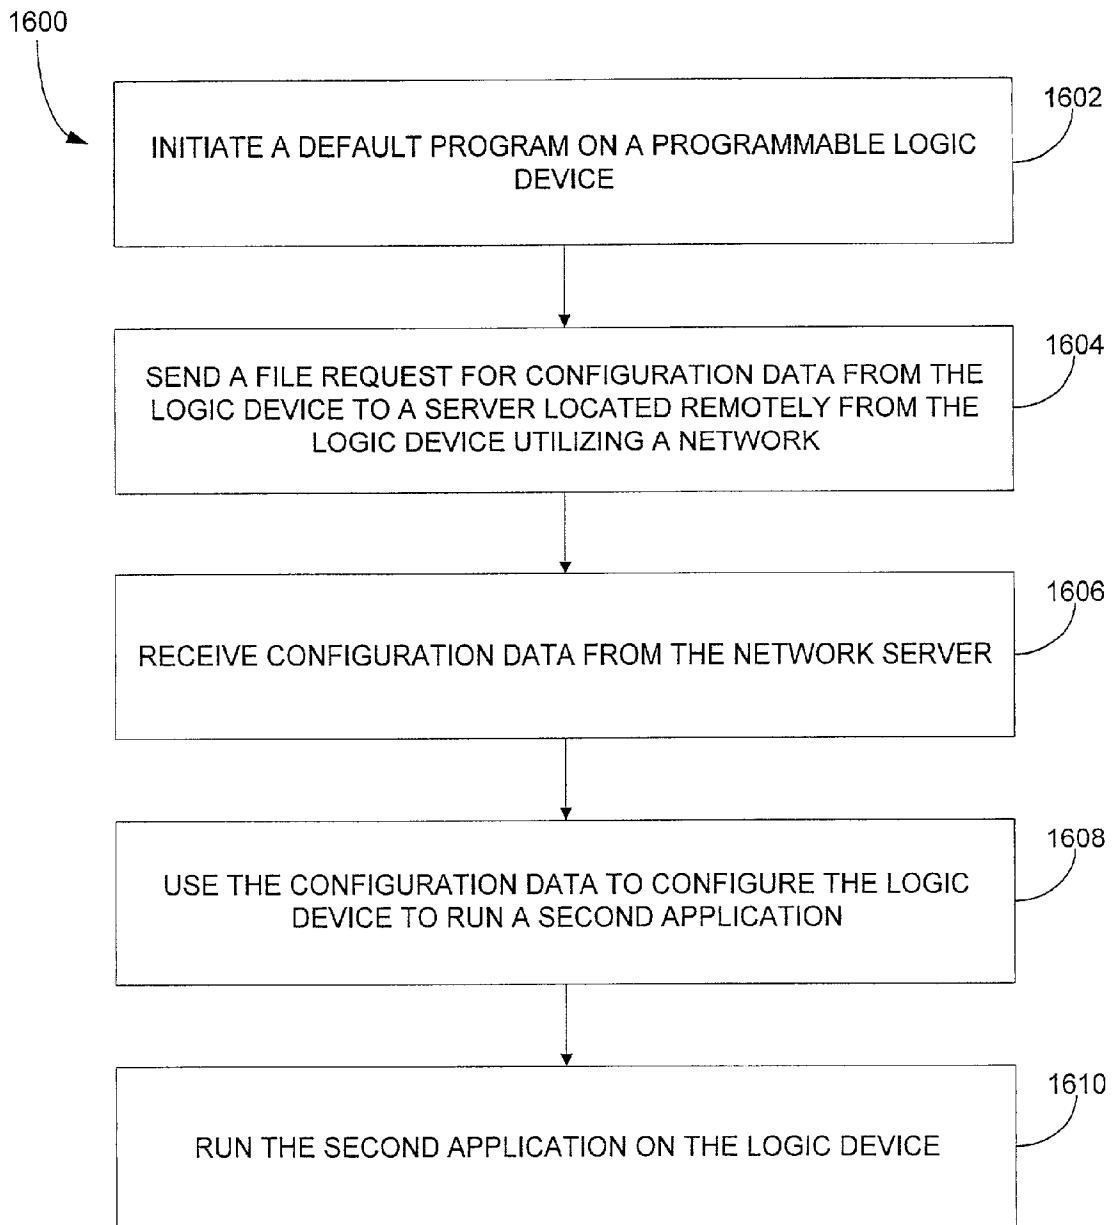 1600
1602
INITIATE A DEFAULT PROGRAM ON A PROGRAMMABLE LOGIC
DEVICE
1604
SEND A FILE REQUEST FOR CONFIGURATION DATA FROM THE
LOGIC DEVICE TO A SERVER LOCATED REMOTELY FROM THE
LOGIC DEVICE UTILIZING A NETWORK
1606
RECEIVE CONFIGURATION DATA FROM THE NETWORK SERVER
1608
USE THE CONFIGURATION DATA TO CONFIGURE THE LOGIC
DEVICE TO RUN A SECOND APPLICATION
1610
RUN THE SECOND APPLICATION ON THE LOGIC DEVICE